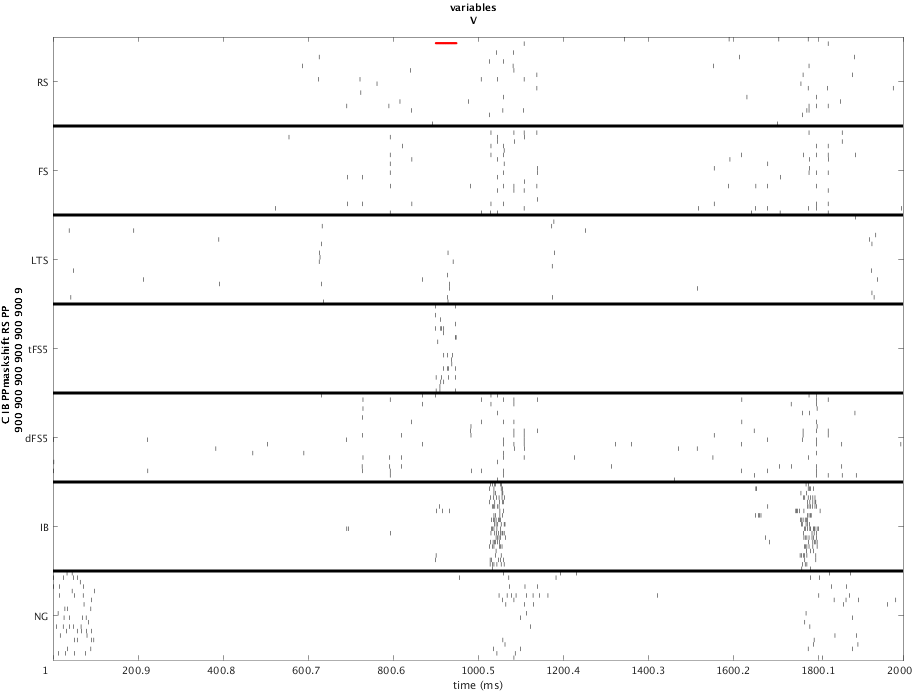 variables
V
RS
FS
LTS
tFS5
dFS5
IB
NG
C IB PPmaskshift RS PP
900 900 900 900 900 900 9
1
200.9
400.8
600.7
800.6
1000.5
1200.4
1400.3
1600.2
1800.1
2000
time (ms)